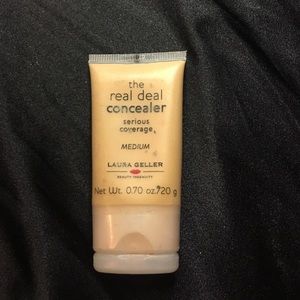 the
real deal
concealer
serious
coverage
MEDIUM
LAURA GELLER
BEAUTY INGENUITY
Net Wt. 0.70 oz./20 g